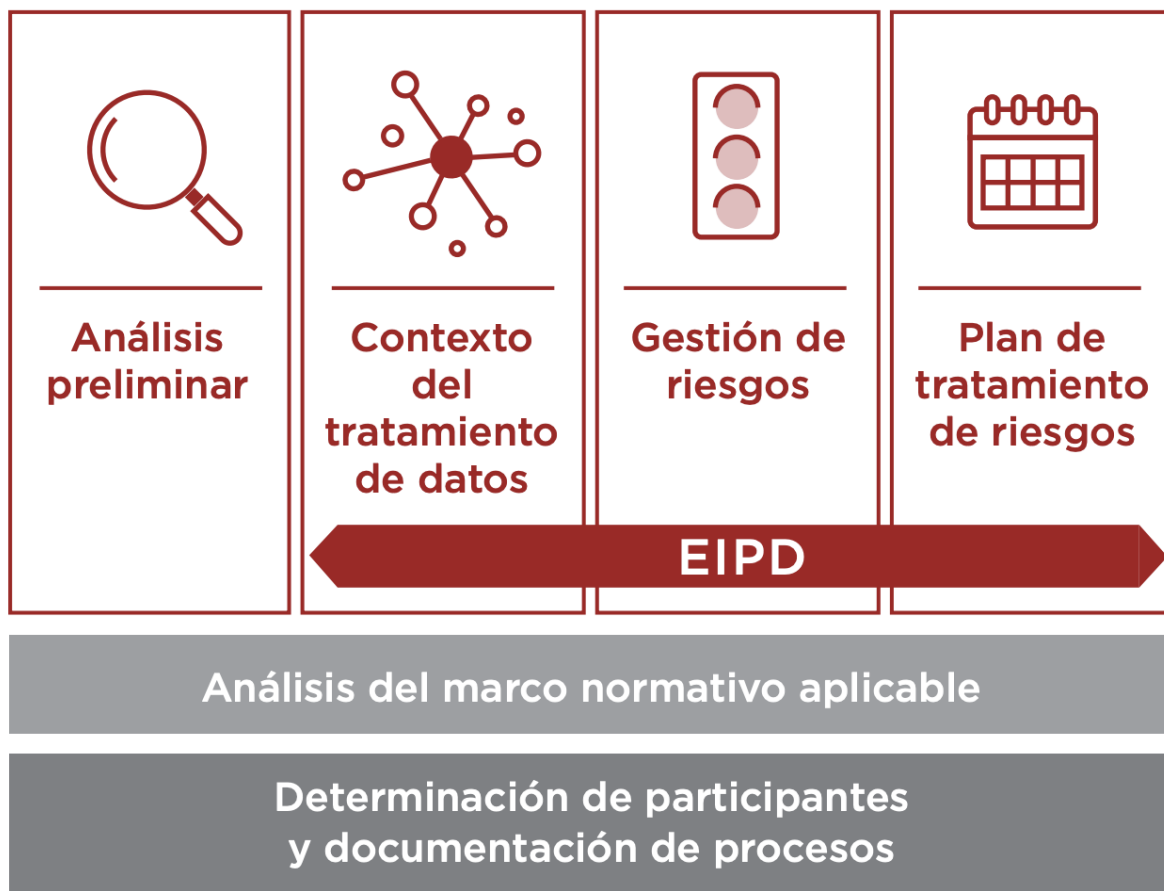 Análisis
preliminar
Contexto
del
tratamiento
de datos
Gestión de
riesgos
Plan de
tratamiento
de riesgos
EIPD
Análisis del marco normativo aplicable
Determinación de participantes
y documentación de procesos